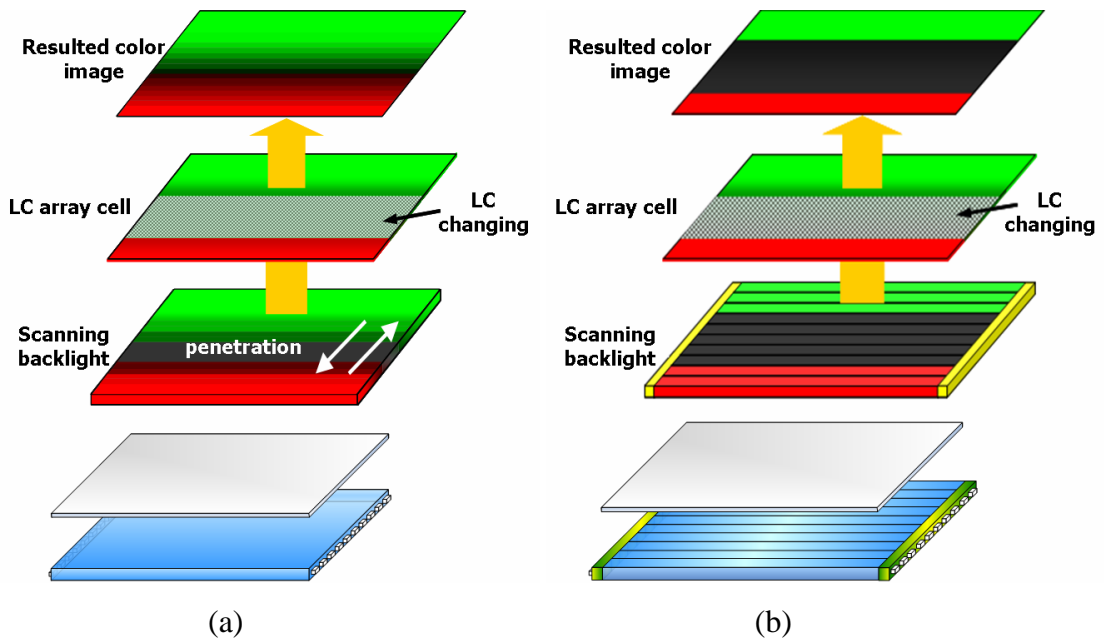 Resulted color
image
LC array cell
LC
changing
Scanning
backlight
penetration
(a)
Resulted color
image
LC array cell
LC
changing
Scanning
backlight
(b)